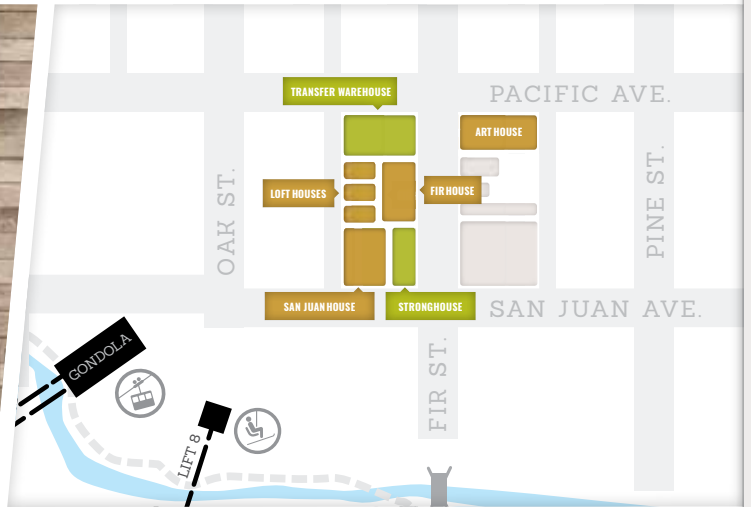 TRANSFER WAREHOUSE
PACIFIC AVE.
ART HOUSE
LOFT HOUSES
FIR HOUSE
OAK ST.
PINE ST.
SAN JUAN HOUSE
STRONGHOUSE
SAN JUAN AVE.
GONDOLA
FIR ST.
LIFT 8